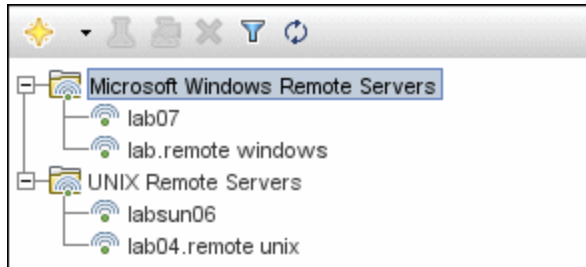 Microsoft Windows Remote Servers
lab07
lab.remote windows
UNIX Remote Servers
labsun06
lab04.remote unix